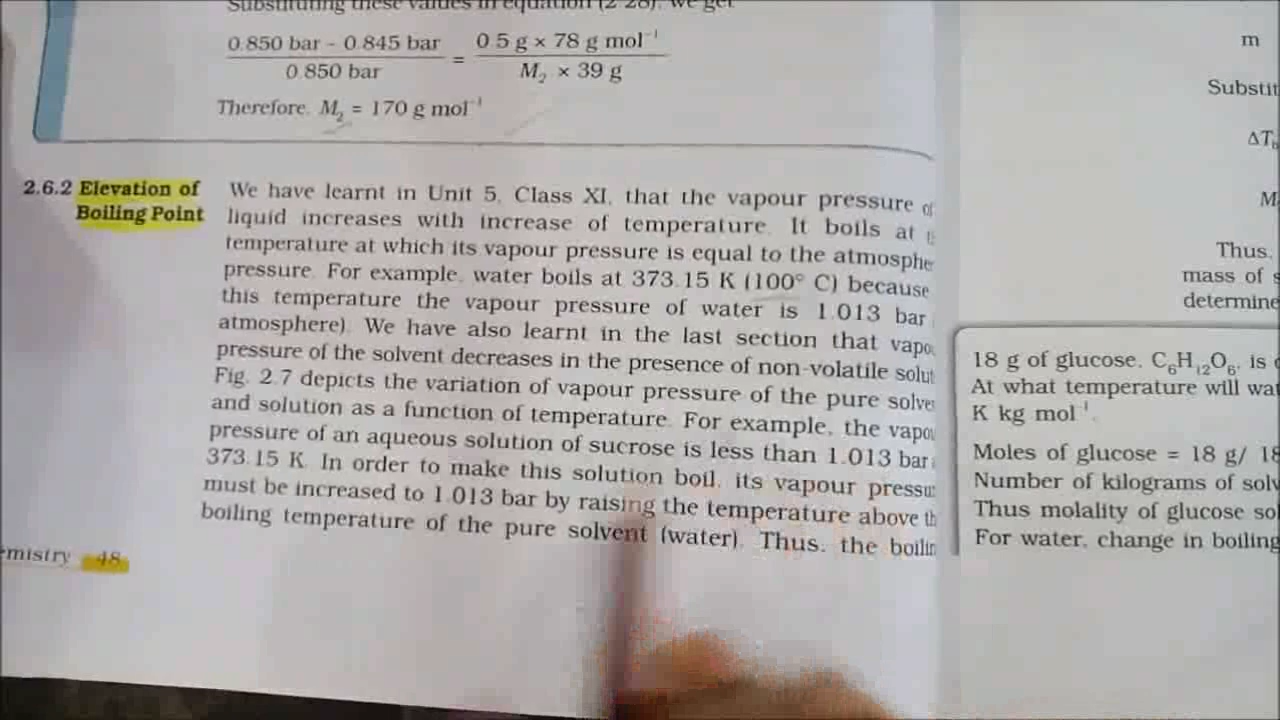 Substituting these values in equation (2 28), we get
0.850 bar – 0.845 bar / 0.850 bar = 0.5 g × 78 g mol⁻¹ / M₂ × 39 g
Therefore, M₂ = 170 g mol⁻¹
2.6.2 Elevation of
Boiling Point
We have learnt in Unit 5, Class XI, that the vapour pressure of
liquid increases with increase of temperature. It boils at
temperature at which its vapour pressure is equal to the atmosphe
pressure. For example, water boils at 373.15 K (100° C) because
this temperature the vapour pressure of water is 1.013 bar
atmosphere). We have also learnt in the last section that vapo
pressure of the solvent decreases in the presence of non-volatile solut
Fig. 2.7 depicts the variation of vapour pressure of the pure solve
and solution as a function of temperature. For example, the vapo
pressure of an aqueous solution of sucrose is less than 1.013 bar
373.15 K. In order to make this solution boil, its vapour pressu
must be increased to 1.013 bar by raising the temperature above th
boiling temperature of the pure solvent (water). Thus, the boilin
emistry 48
m
Substit
ΔT
M
Thus,
mass of s
determine
18 g of glucose, C₆H₁₂O₆, is
At what temperature will wa
K kg mol⁻¹.
Moles of glucose = 18 g/ 18
Number of kilograms of solv
Thus molality of glucose sol
For water, change in boiling